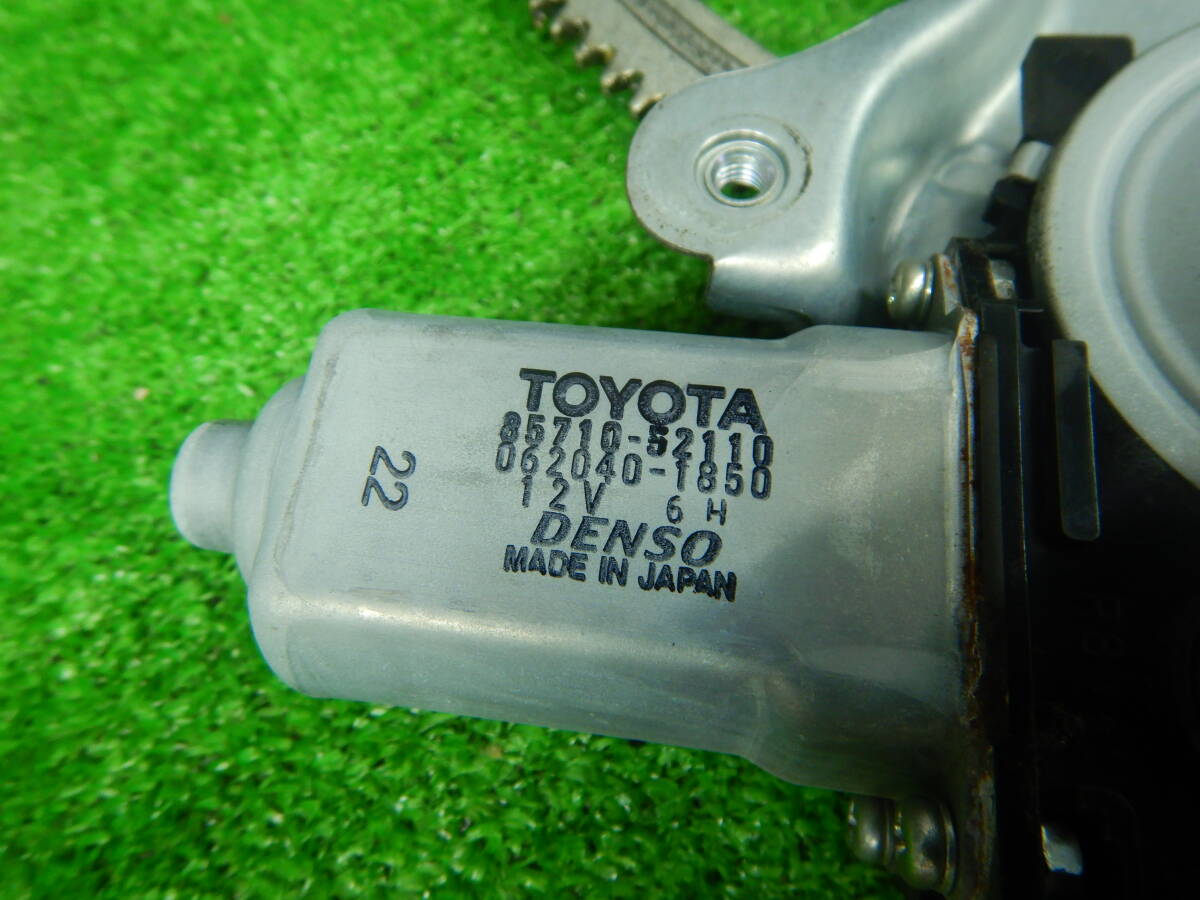 TOYOTA
85710-52110
062040-1850
12V 6H
DENSO
MADE IN JAPAN
22